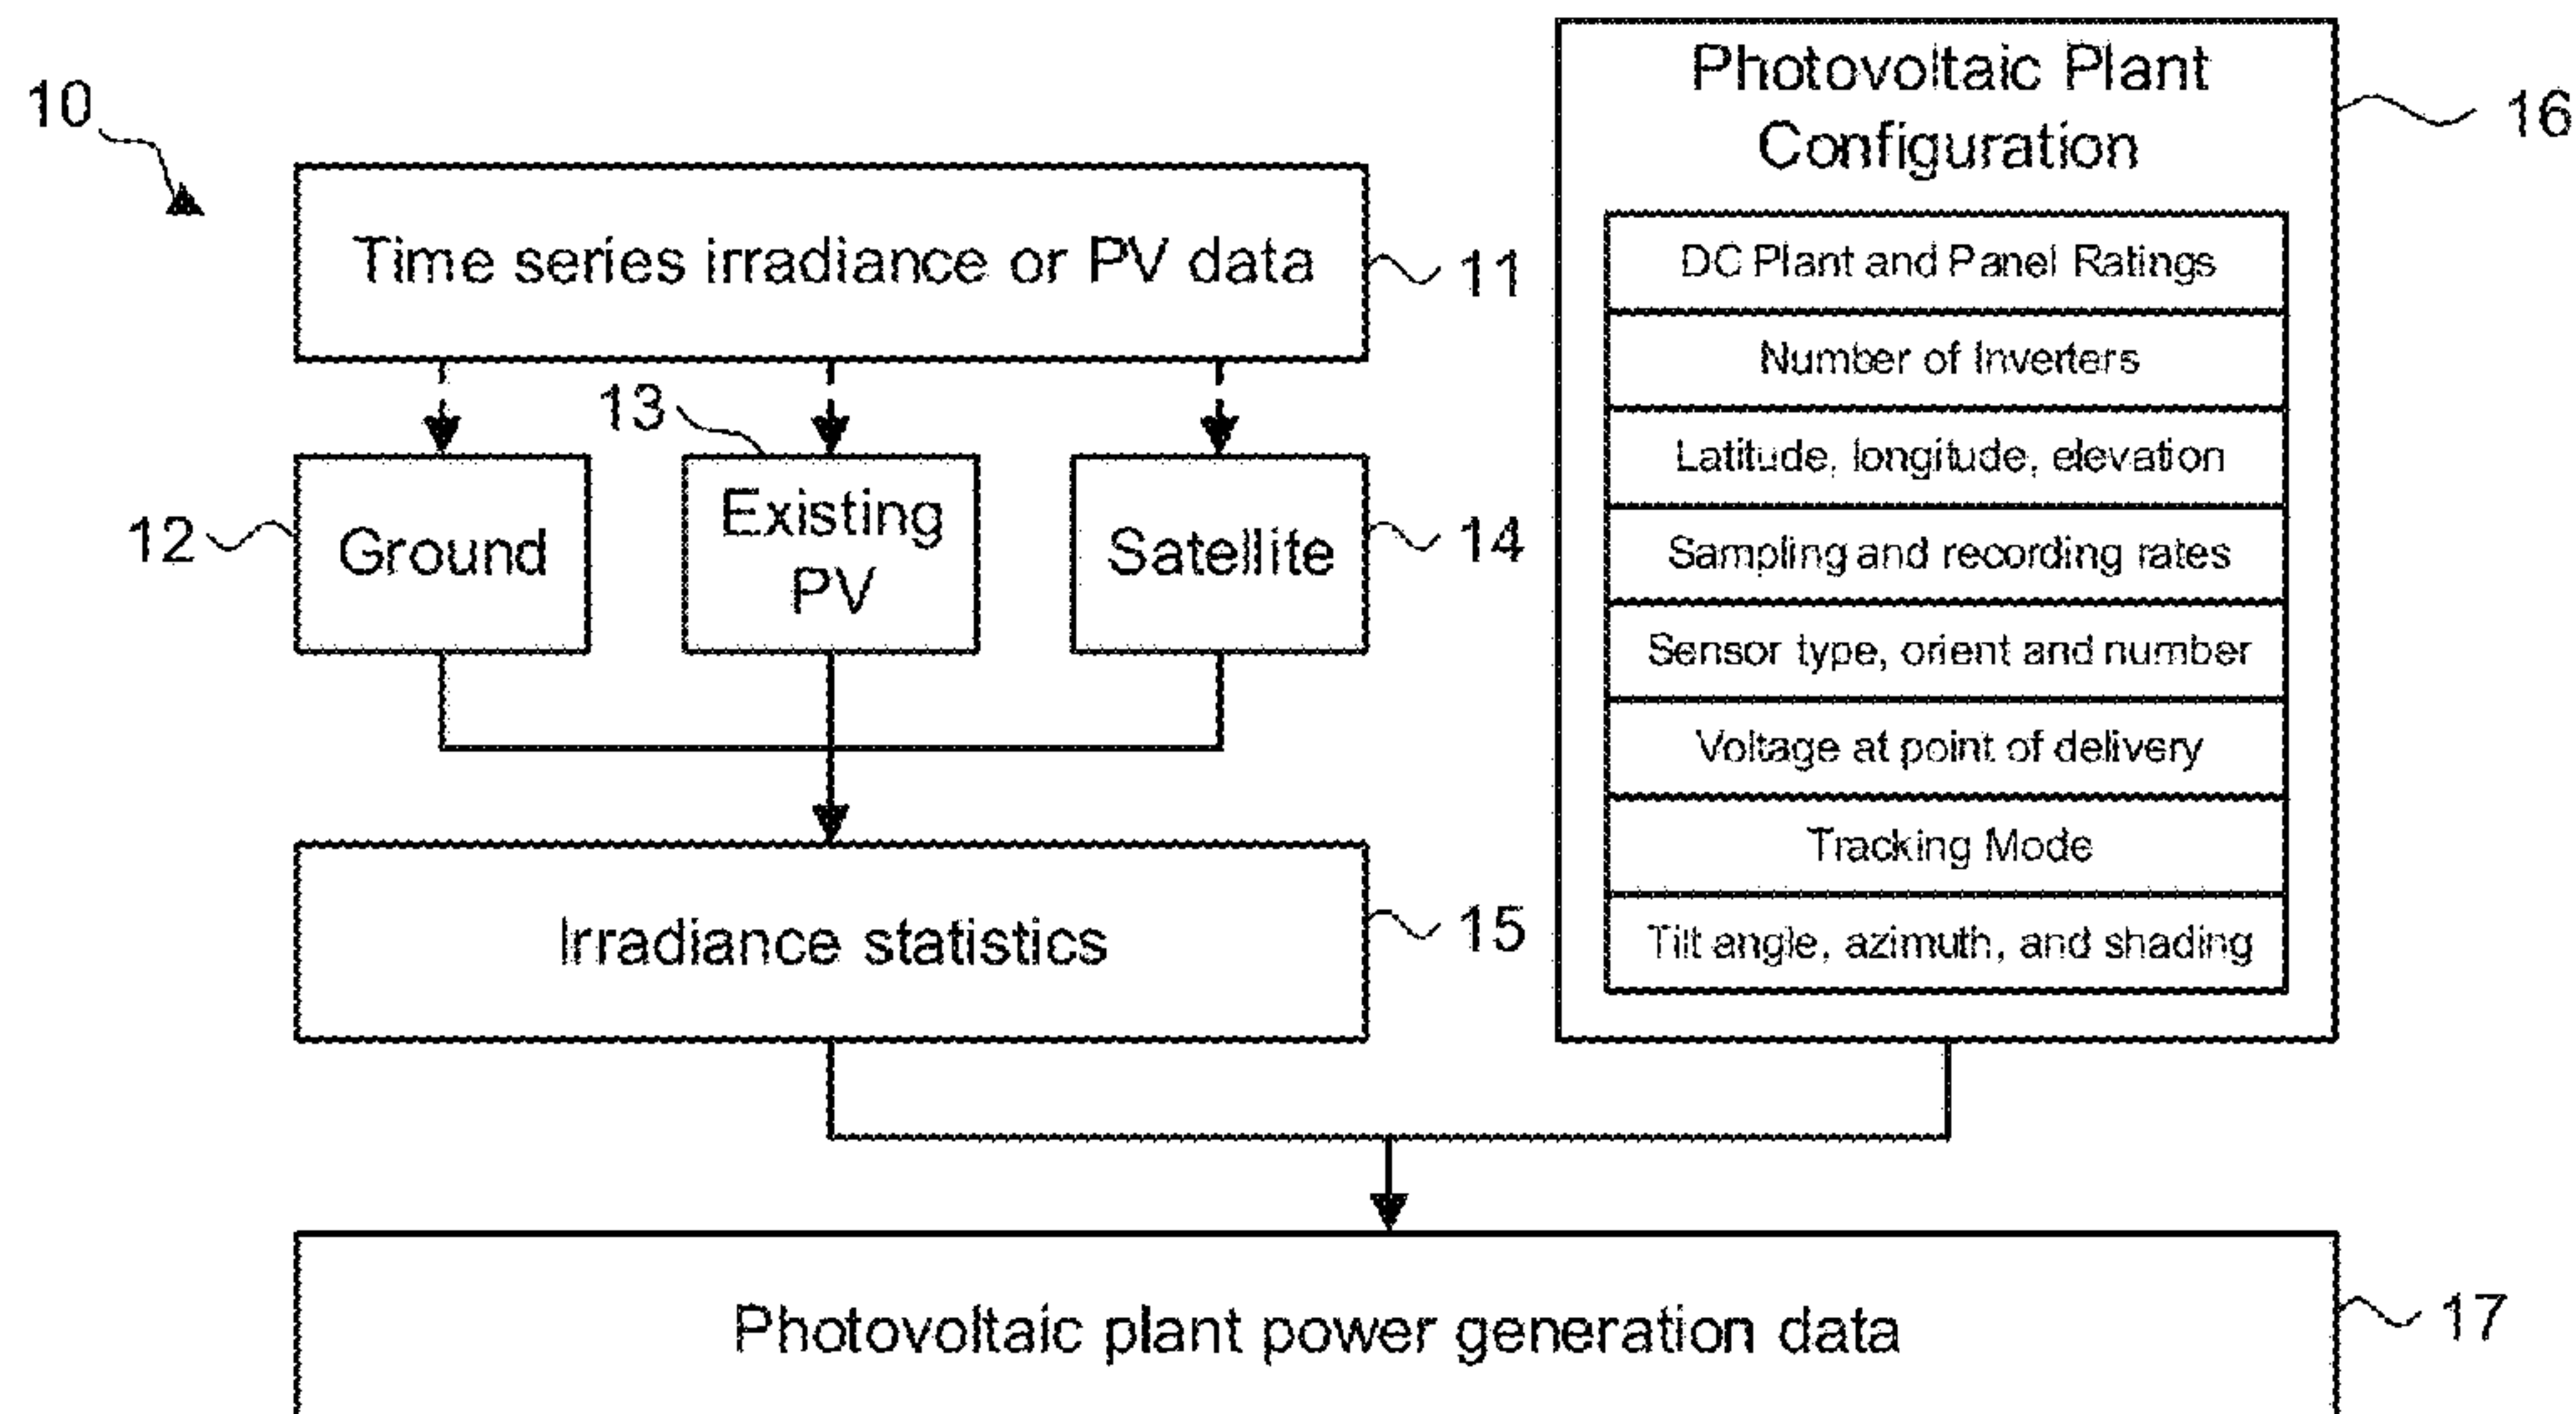 10
Time series irradiance or PV data
11
12
Ground
13
Existing
PV
Satellite
14
Irradiance statistics
15
Photovoltaic Plant
Configuration
16
DC Plant and Panel Ratings
Number of Inverters
Latitude, longitude, elevation
Sampling and recording rates
Sensor type, orient and number
Voltage at point of delivery
Tracking Mode
Tilt angle, azimuth, and shading
Photovoltaic plant power generation data
17